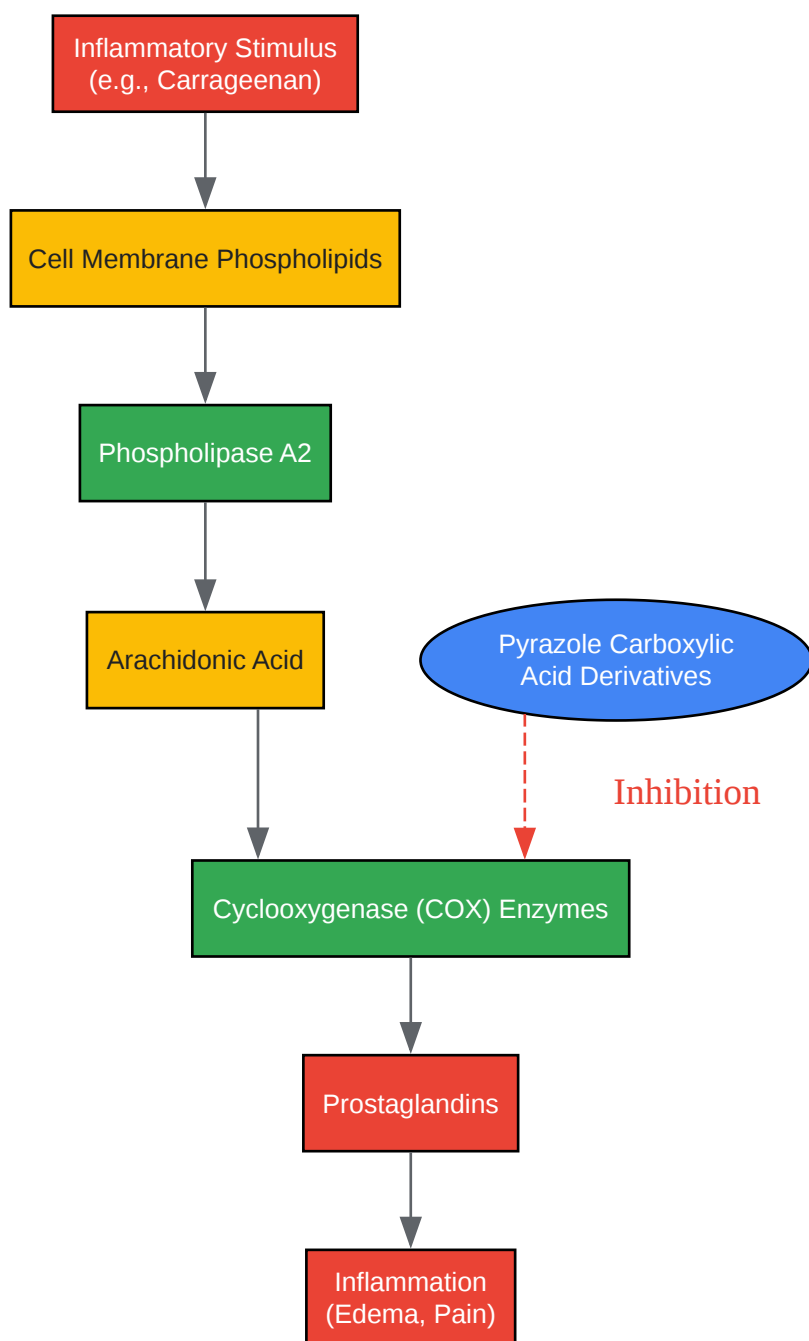 Inflammatory Stimulus
(e.g., Carrageenan)
Cell Membrane Phospholipids
Phospholipase A2
Arachidonic Acid
Pyrazole Carboxylic
Acid Derivatives
Inhibition
Cyclooxygenase (COX) Enzymes
Prostaglandins
Inflammation
(Edema, Pain)